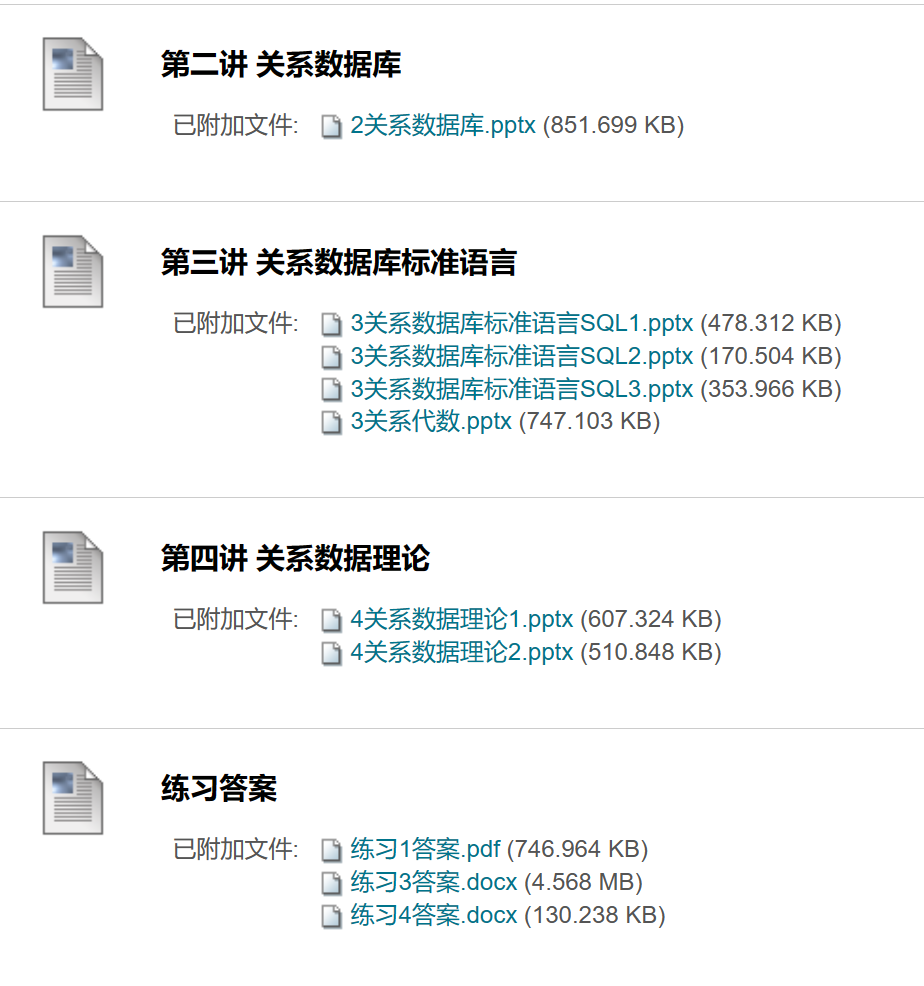 第二讲 关系数据库
已附加文件: 2关系数据库.pptx (851.699 KB)
第三讲 关系数据库标准语言
已附加文件: 3关系数据库标准语言SQL1.pptx (478.312 KB)
3关系数据库标准语言SQL2.pptx (170.504 KB)
3关系数据库标准语言SQL3.pptx (353.966 KB)
3关系代数.pptx (747.103 KB)
第四讲 关系数据理论
已附加文件: 4关系数据理论1.pptx (607.324 KB)
4关系数据理论2.pptx (510.848 KB)
练习答案
已附加文件: 练习1答案.pdf (746.964 KB)
练习3答案.docx (4.568 MB)
练习4答案.docx (130.238 KB)